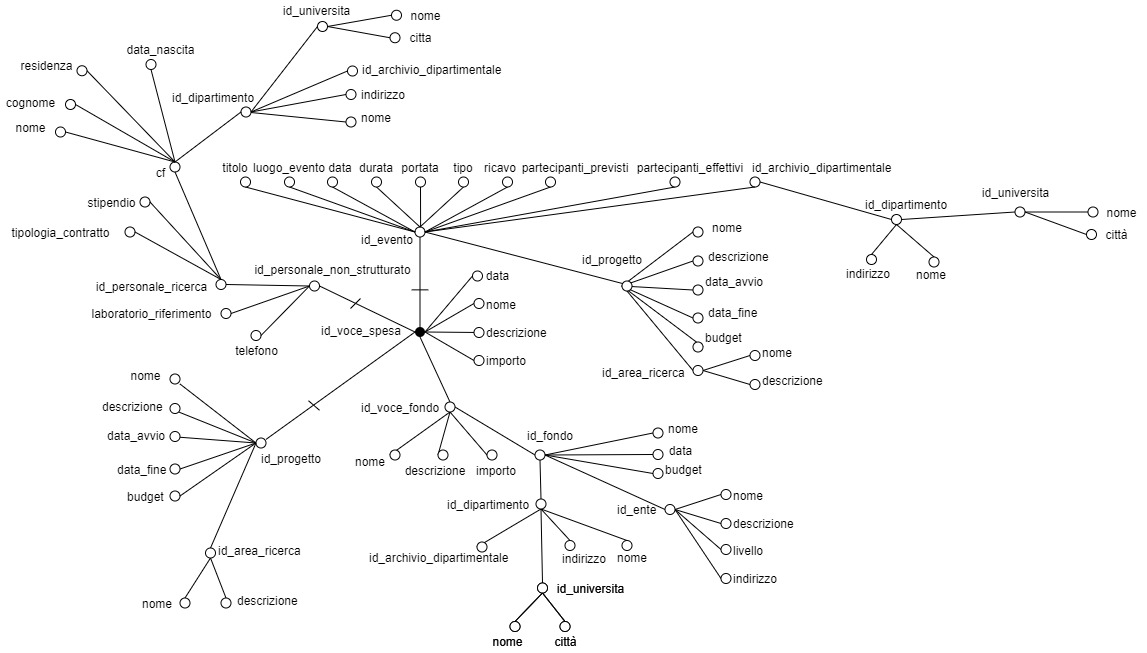 id_universita
nome
citta
data_nascita
residenza
id_archivio_dipartimentale
cognome
id_dipartimento
indirizzo
nome
nome
cf
titolo luogo_evento data durata portata tipo ricavo partecipanti_previsti partecipanti_effettivi id_archivio_dipartimentale
stipendio
id_dipartimento
id_universita
nome
tipologia_contratto
id_evento
nome
città
id_progetto
descrizione
indirizzo
nome
id_personale_non_strutturato
data
data_avvio
id_personale_ricerca
nome
laboratorio_riferimento
data_fine
id_voce_spesa
descrizione
budget
telefono
importo
nome
id_area_ricerca
descrizione
nome
descrizione
id_voce_fondo
data_avvio
id_fondo
nome
data
id_progetto
nome
descrizione
importo
budget
data_fine
budget
id_dipartimento
id_ente
nome
descrizione
id_area_ricerca
id_archivio_dipartimentale
indirizzo
nome
livello
indirizzo
id_universita
nome
descrizione
nome
città